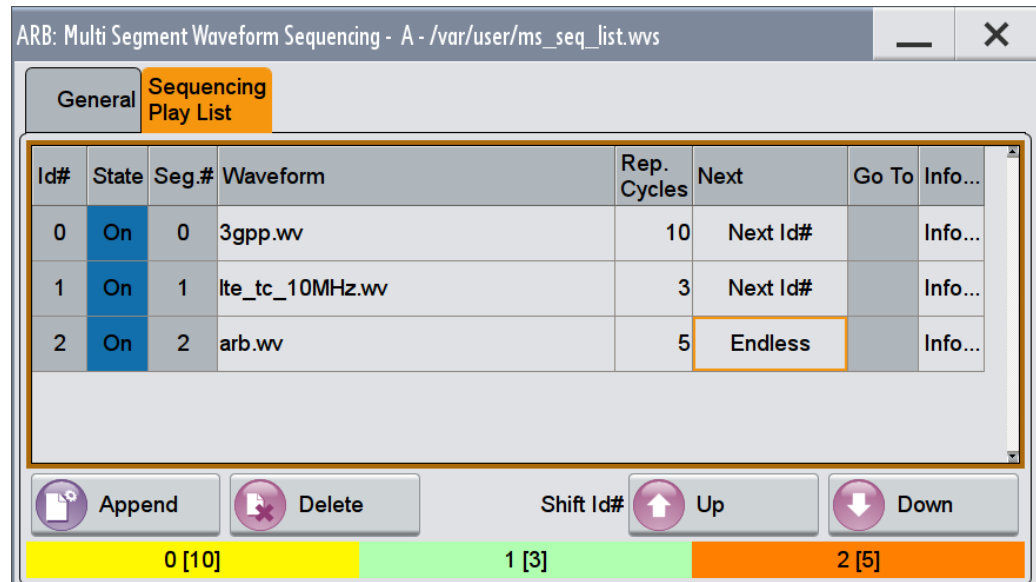 ARB: Multi Segment Waveform Sequencing - A - /var/user/ms_seq_list.wvs
General
Sequencing
Play List
Id# State Seg.# Waveform Rep. Cycles Next Go To Info...
0 On 0 3gpp.wv 10 Next Id# Info...
1 On 1 lte_tc_10MHz.wv 3 Next Id# Info...
2 On 2 arb.wv 5 Endless Info...
Append Delete Shift Id# Up Down
0 [10] 1 [3] 2 [5]